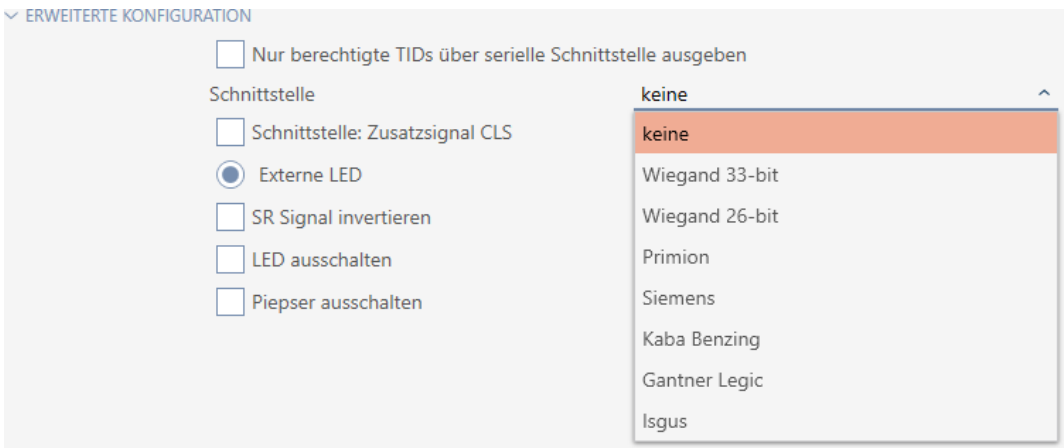 ERWEITERTE KONFIGURATION
Nur berechtigte TIDs über serielle Schnittstelle ausgeben
Schnittstelle keine
Schnittstelle: Zusatzsignal CLS
Externe LED
SR Signal invertieren
LED ausschalten
Piepser ausschalten
keine
Wiegand 33-bit
Wiegand 26-bit
Primion
Siemens
Kaba Benzing
Gantner Legic
Isgus